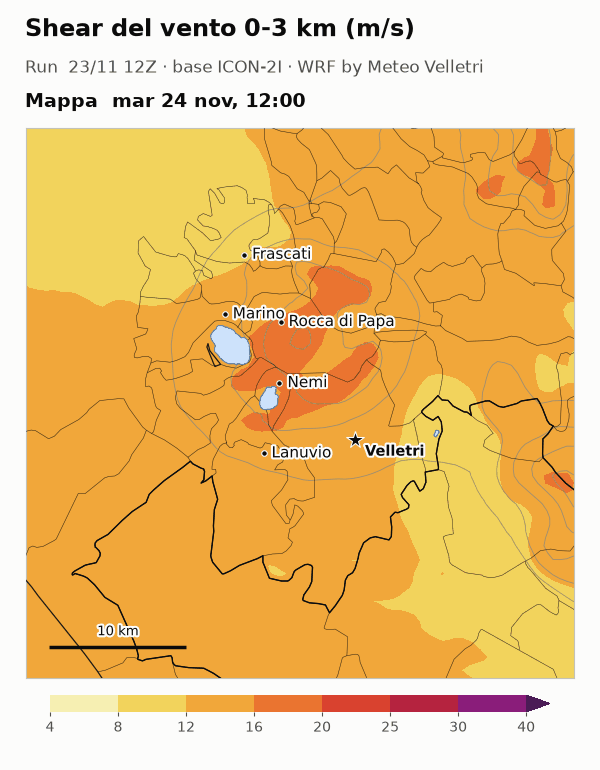 Shear del vento 0-3 km (m/s)
Run  23/11 12Z · base ICON-2I · WRF by Meteo Velletri
Mappa  mar 24 nov, 12:00
Frascati
Marino
Rocca di Papa
Nemi
Velletri
Lanuvio
10 km
4 8 12 16 20 25 30 40